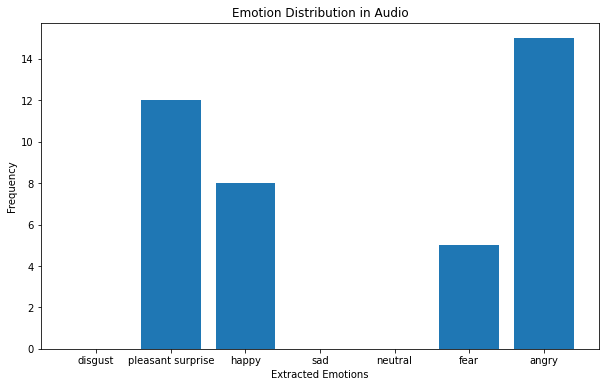 Emotion Distribution in Audio
Frequency
14
12
10
8
6
4
2
0
disgust pleasant surprise happy sad neutral fear angry
Extracted Emotions